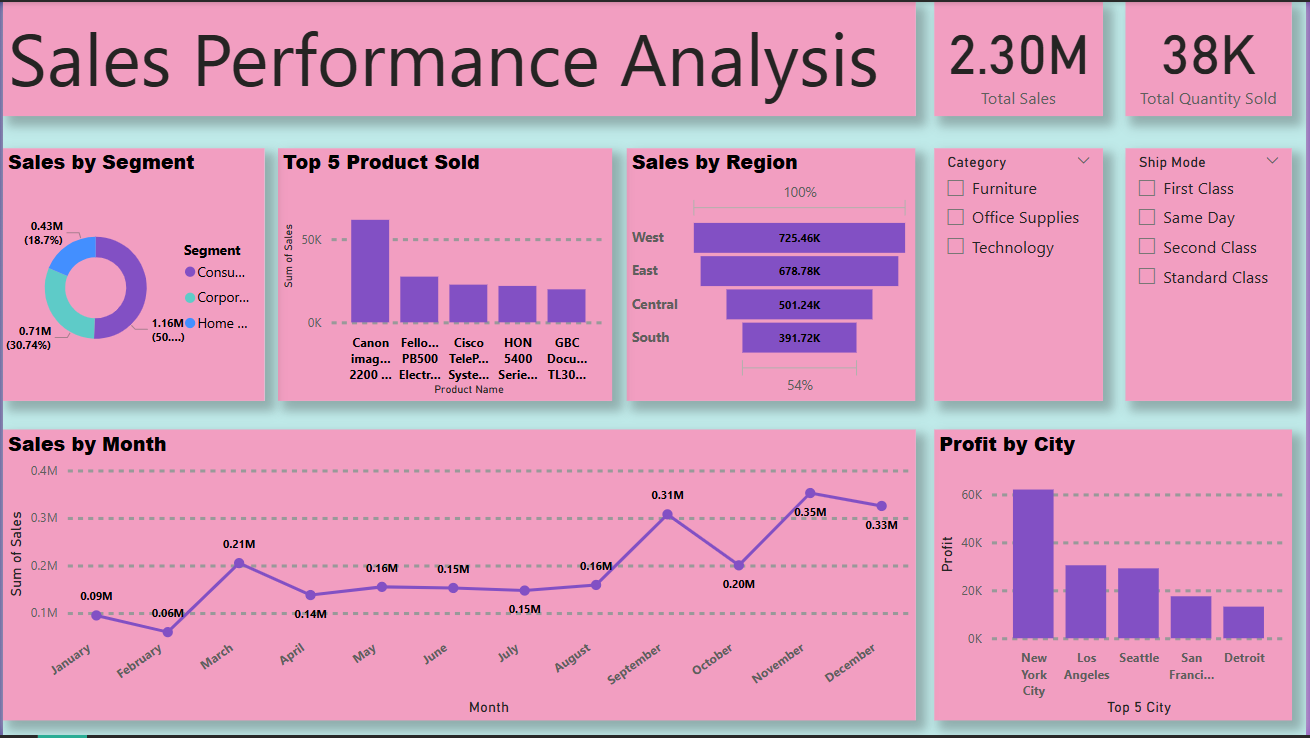 Sales Performance Analysis
2.30M
Total Sales
38K
Total Quantity Sold
Sales by Segment
0.43M
(18.7%)
0.71M
(30.74%)
1.16M
(50....)
Segment
Consu...
Corpor...
Home ...
Top 5 Product Sold
Sum of Sales
50K
0K
Canon
imag...
2200 ...
Fello...
PB500
Electr...
Cisco
TeleP...
Syste...
HON
5400
Serie...
GBC
Docu...
TL30...
Product Name
Sales by Region
100%
West
725.46K
East
678.78K
Central
501.24K
South
391.72K
54%
Category
Furniture
Office Supplies
Technology
Ship Mode
First Class
Same Day
Second Class
Standard Class
Sales by Month
Sum of Sales
0.4M
0.3M
0.2M
0.1M
0.09M
0.06M
0.21M
0.14M
0.16M
0.15M
0.15M
0.16M
0.31M
0.20M
0.35M
0.33M
January
February
March
April
May
June
July
August
September
October
November
December
Month
Profit by City
Profit
60K
40K
20K
0K
New
York
City
Los
Angeles
Seattle
San
Franci...
Detroit
Top 5 City